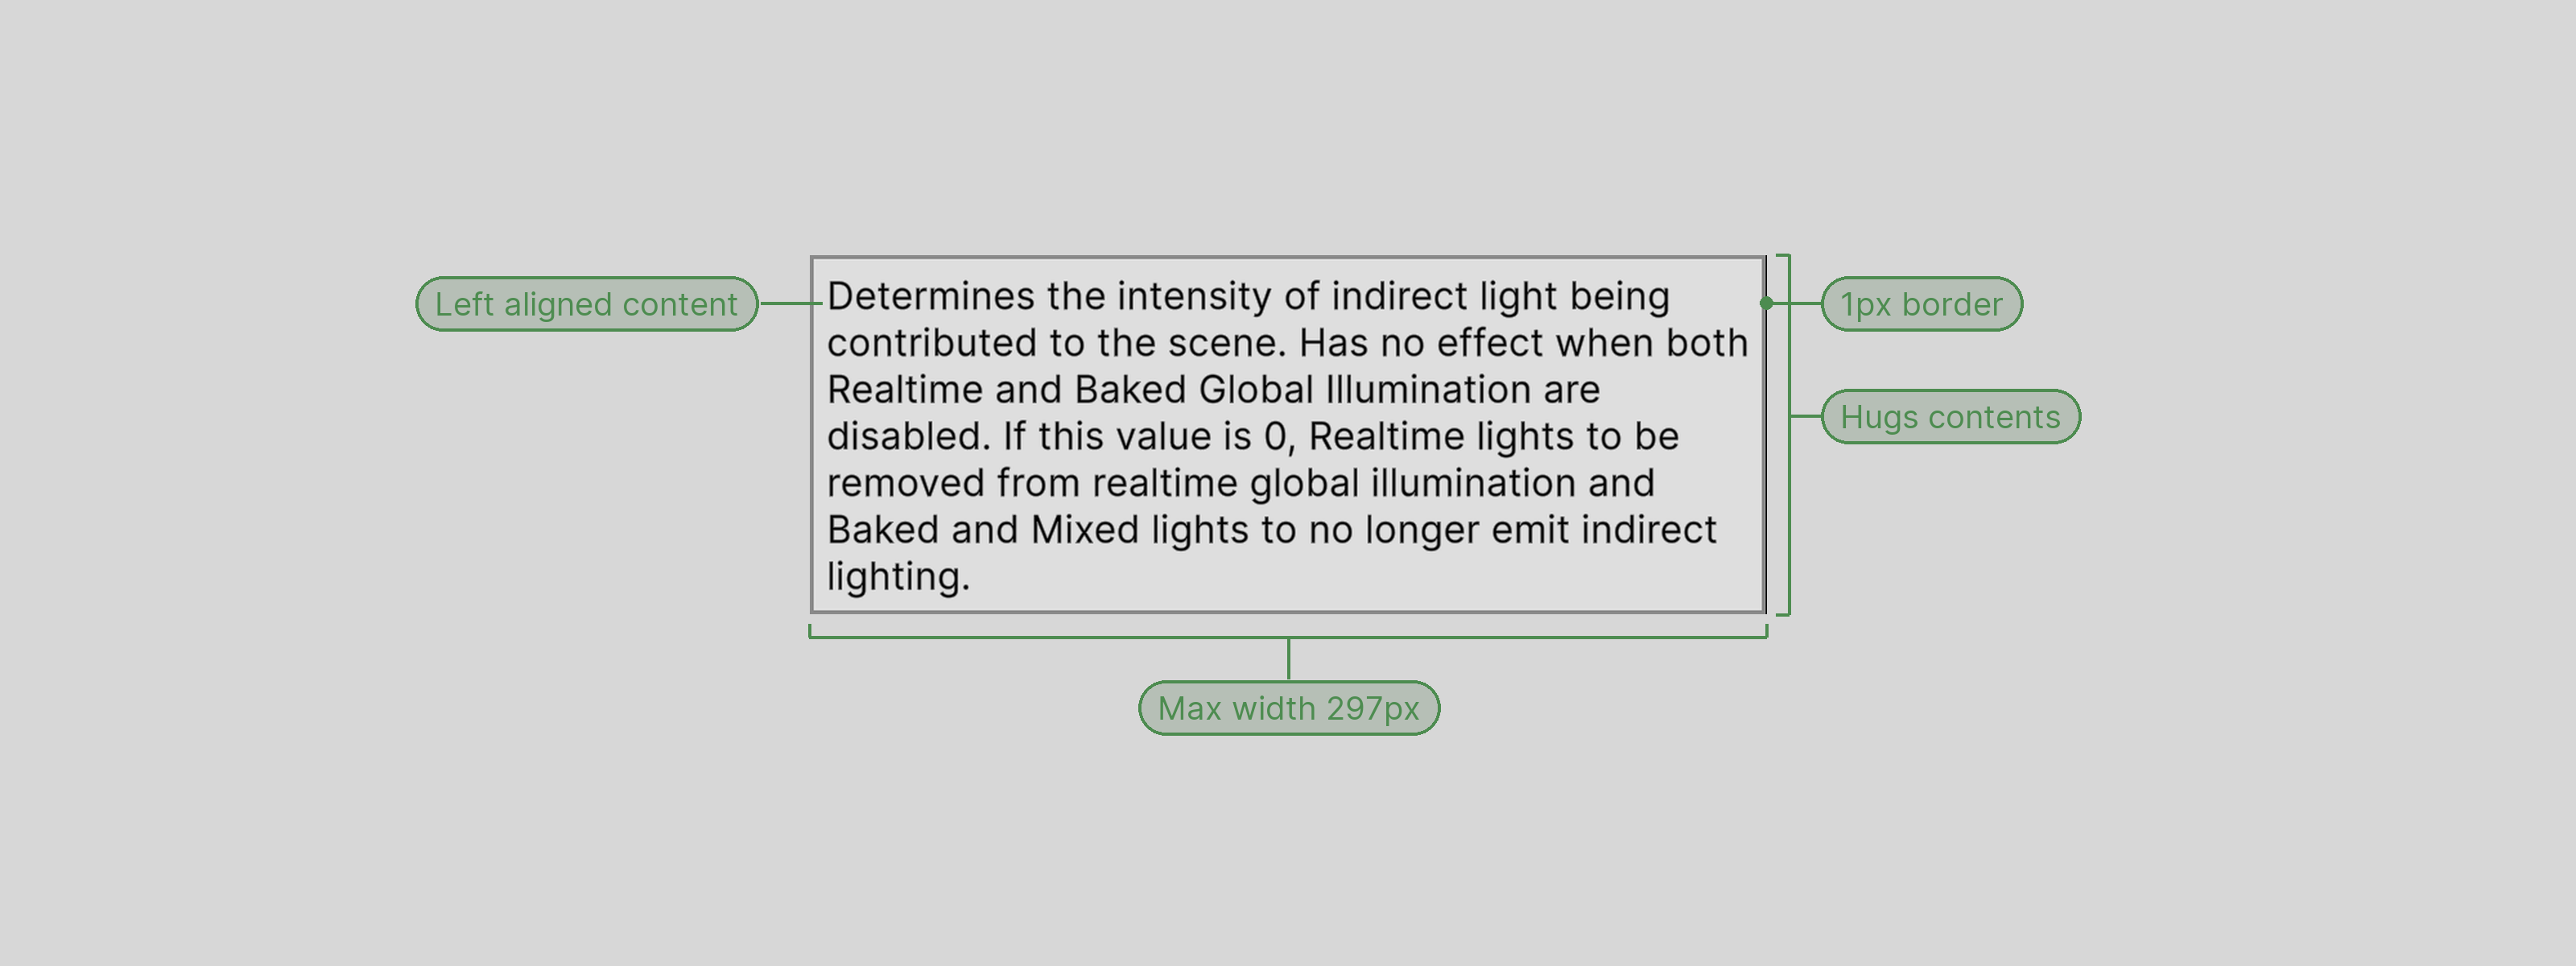 Left aligned content
Determines the intensity of indirect light being
contributed to the scene. Has no effect when both
Realtime and Baked Global Illumination are
disabled. If this value is 0, Realtime lights to be
removed from realtime global illumination and
Baked and Mixed lights to no longer emit indirect
lighting.
1px border
Hugs contents
Max width 297px